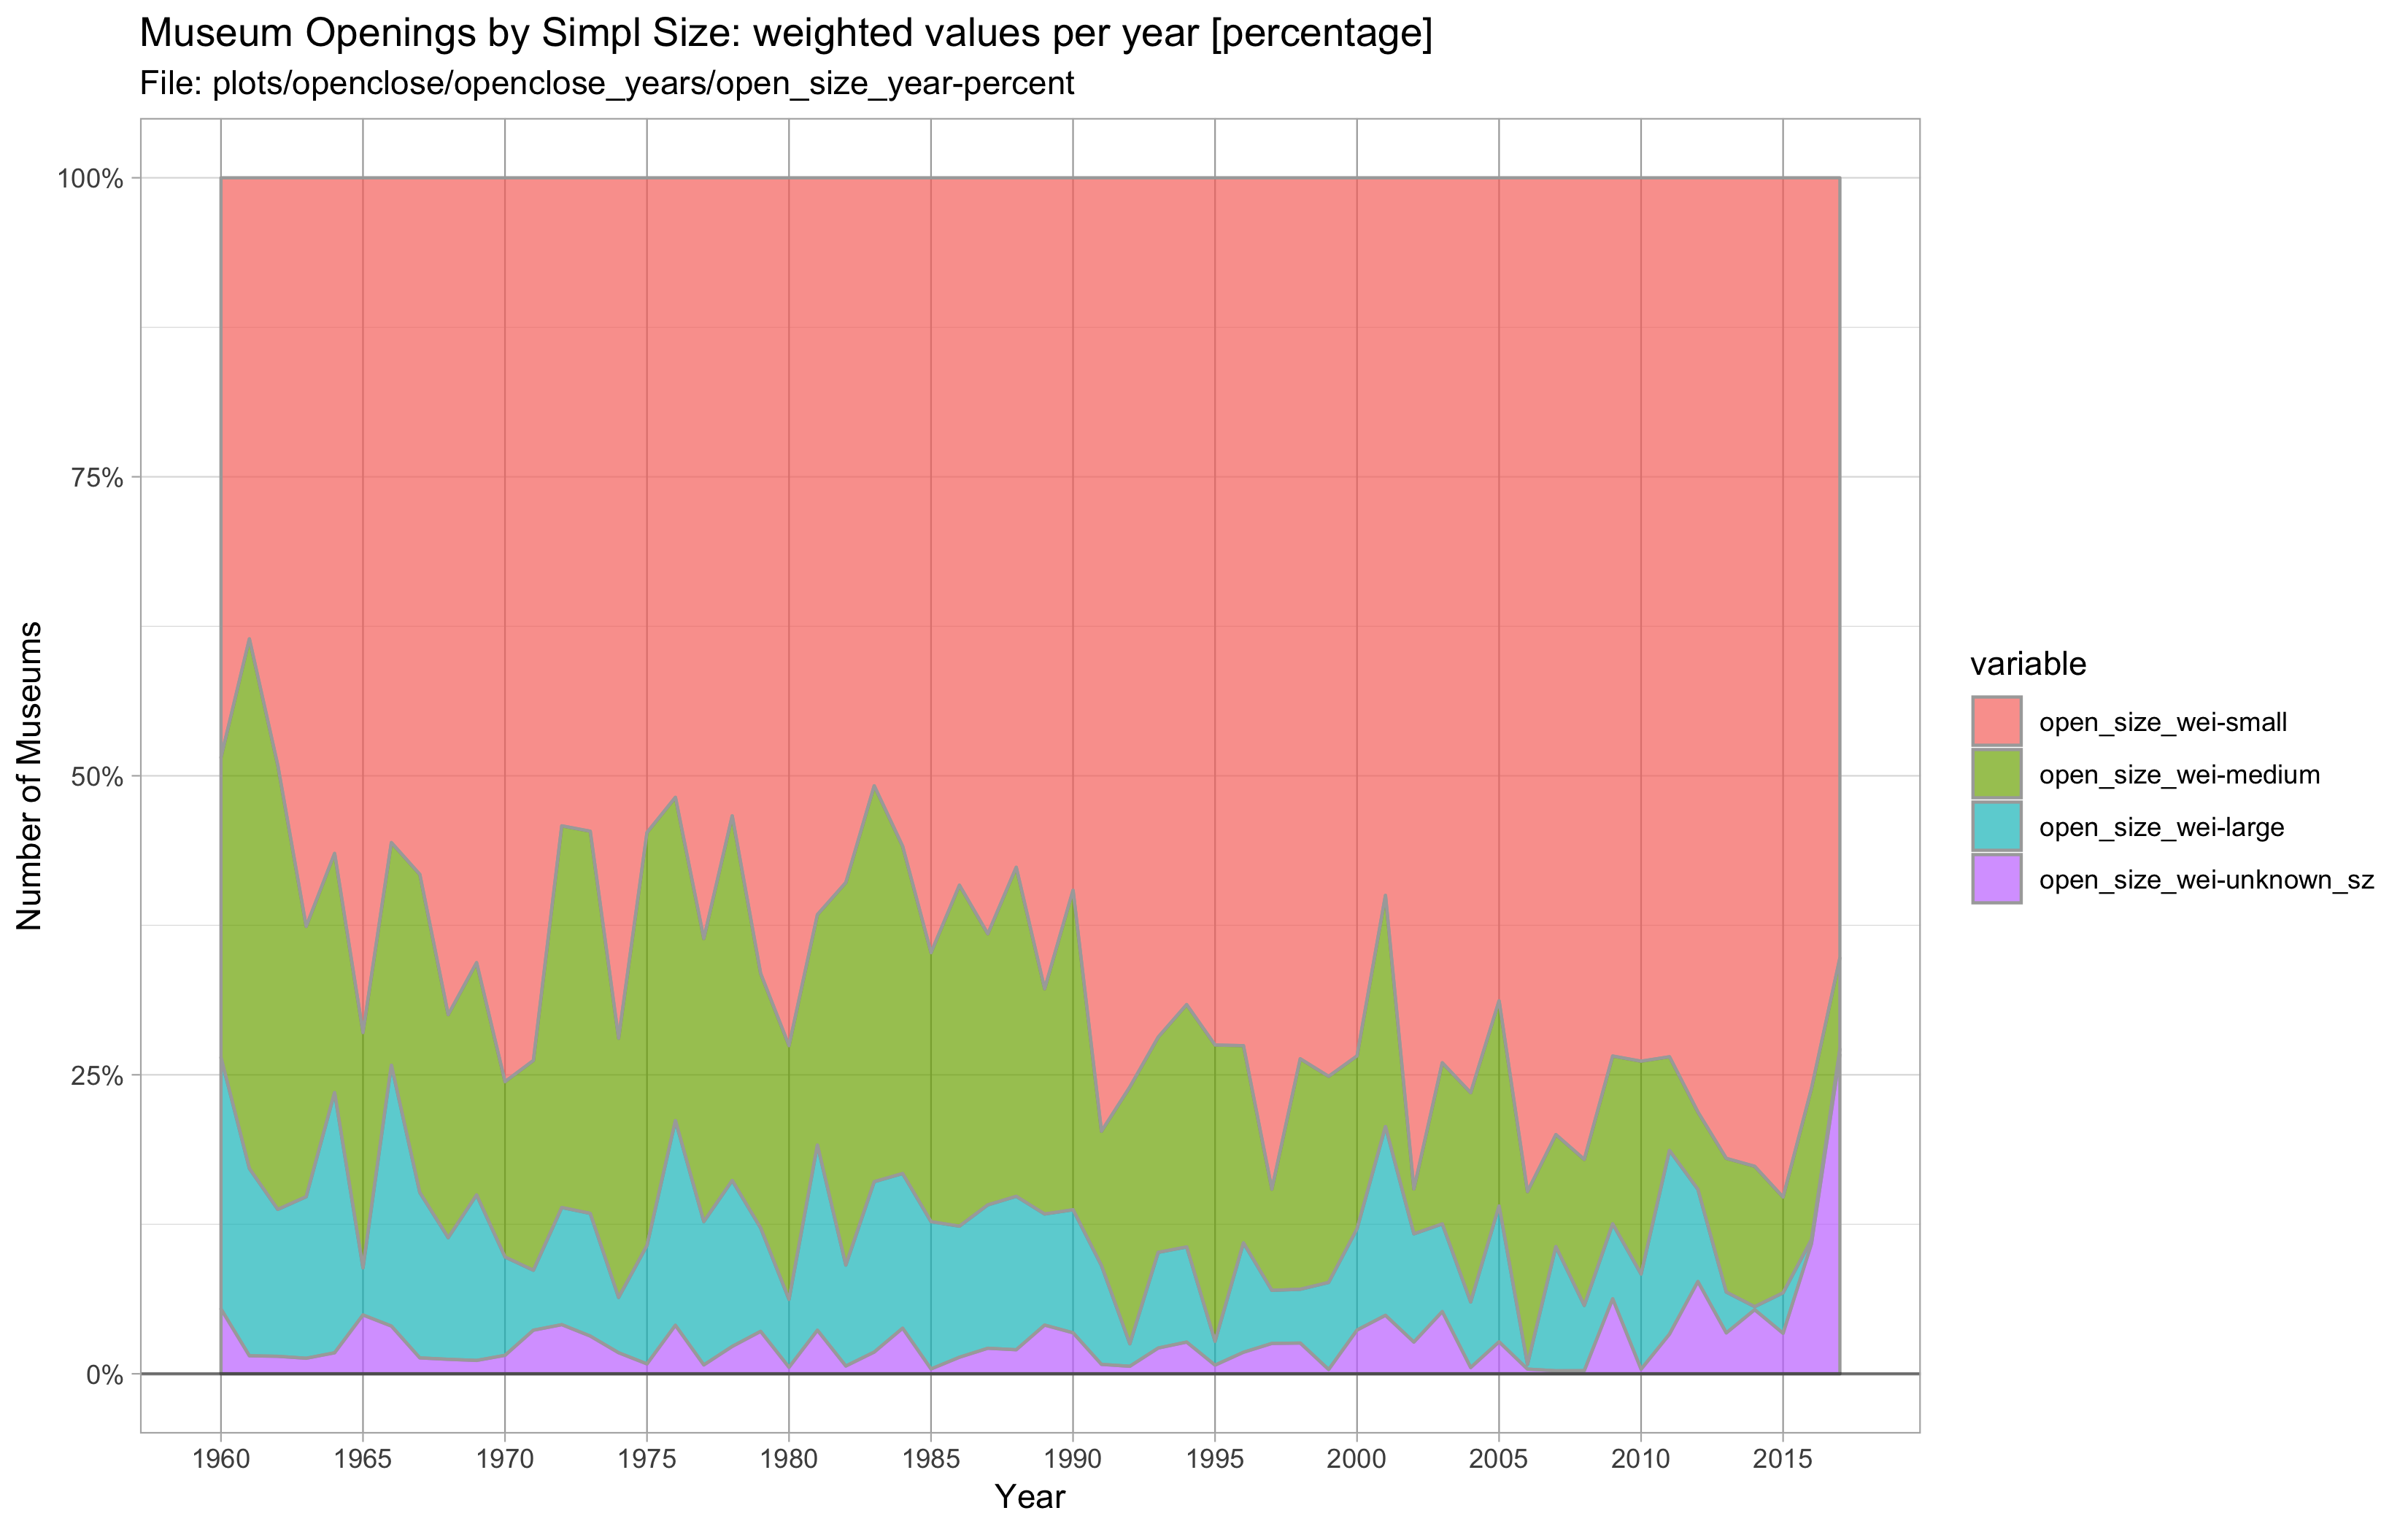 Museum Openings by Simpl Size: weighted values per year [percentage]
File: plots/openclose/openclose_years/open_size_year-percent
Number of Museums
100%
75%
50%
25%
0%
1960 1965 1970 1975 1980 1985 1990 1995 2000 2005 2010 2015
Year
variable
open_size_wei-small
open_size_wei-medium
open_size_wei-large
open_size_wei-unknown_sz